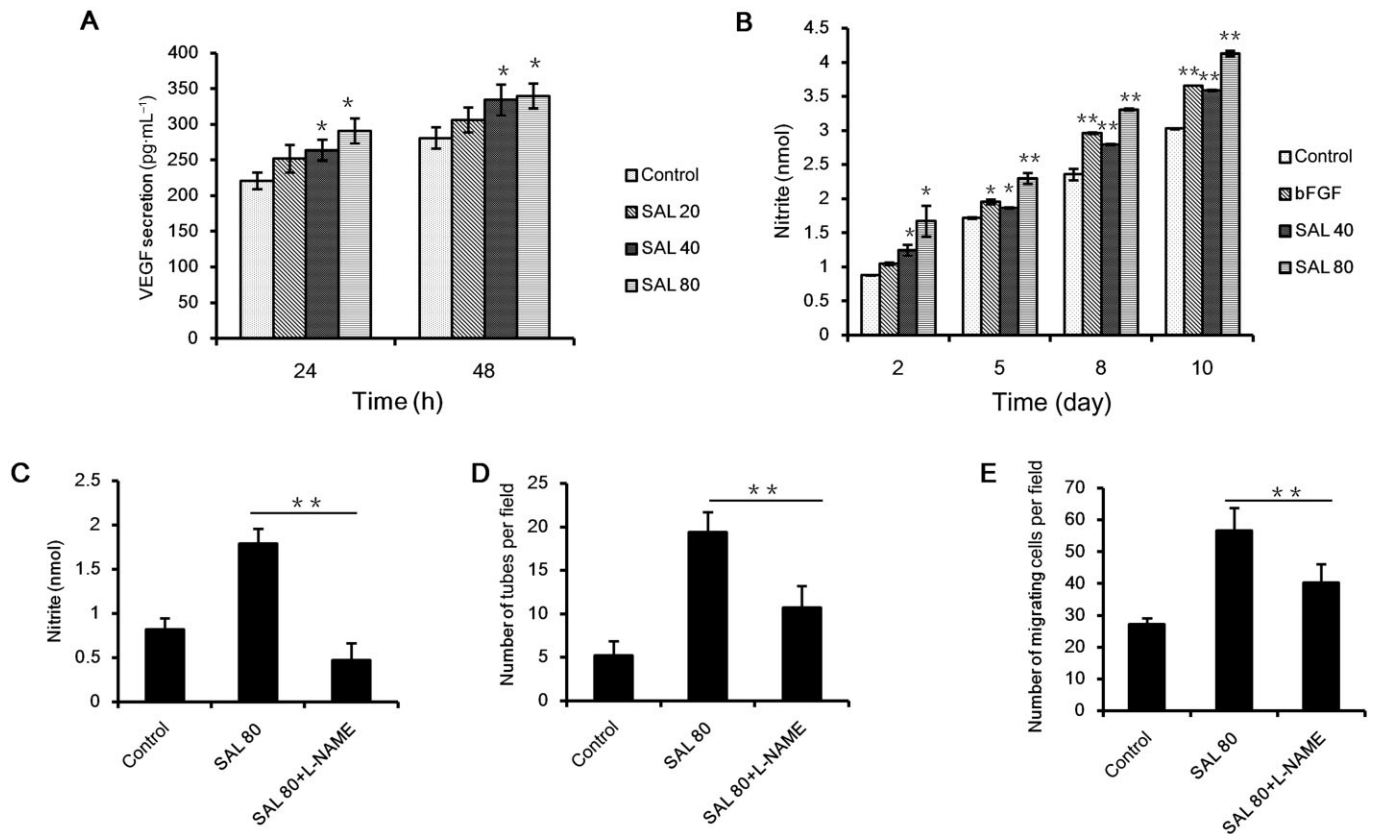 A
VEGF secretion (pg·mL⁻¹)
400
350
300
250
200
150
100
50
0
* * * *
24 48
Time (h)
Control
SAL 20
SAL 40
SAL 80
B
Nitrite (nmol)
4.5
4
3.5
3
2.5
2
1.5
1
0.5
0
* *
* * **
** ** **
** ** **
2 5 8 10
Time (day)
Control
bFGF
SAL 40
SAL 80
C
Nitrite (nmol)
2.5
2
1.5
1
0.5
0
* *
Control
SAL 80
SAL 80+L-NAME
D
Number of tubes per field
25
20
15
10
5
0
* *
Control
SAL 80
SAL 80+L-NAME
E
Number of migrating cells per field
70
60
50
40
30
20
10
0
* *
Control
SAL 80
SAL 80+L-NAME